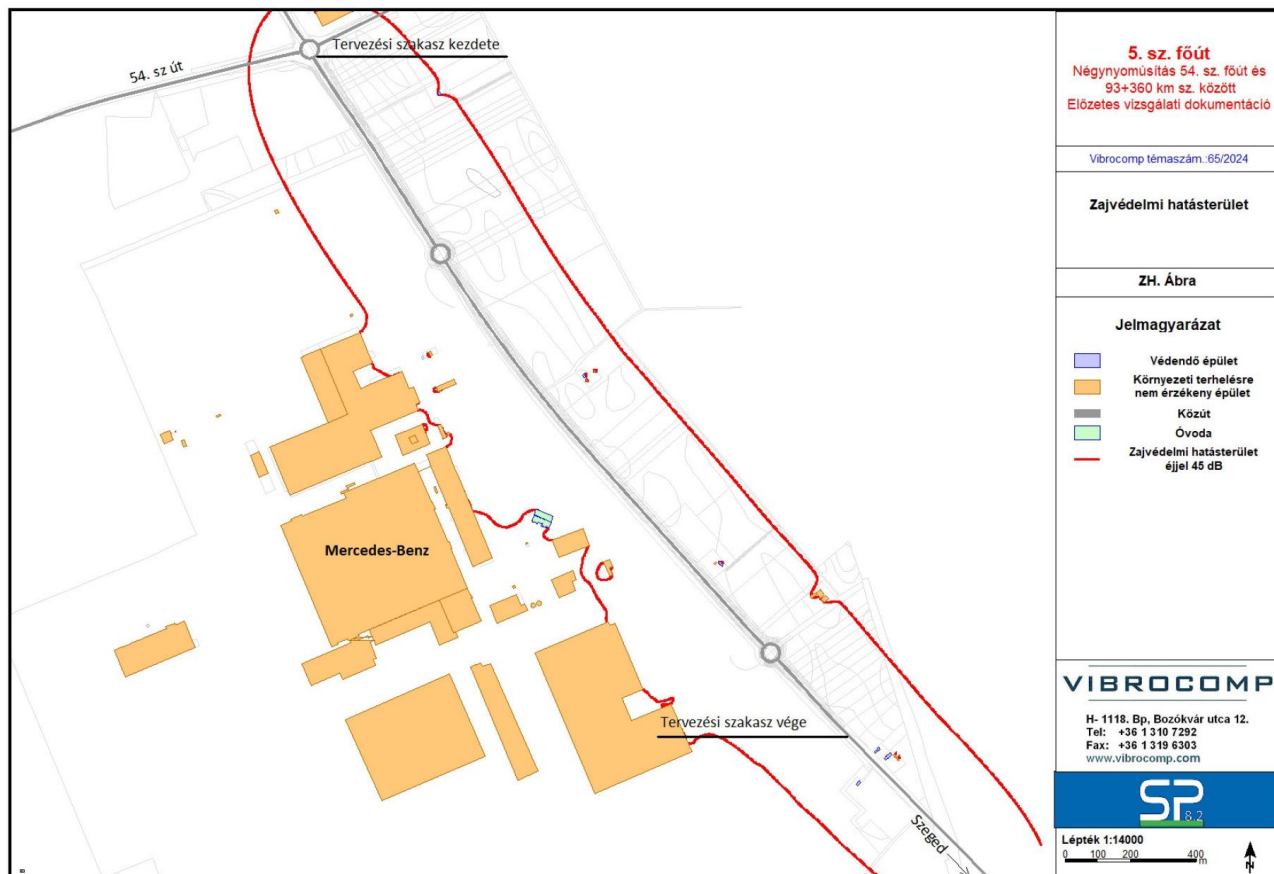 Tervezési szakasz kezdete
54. sz út
Mercedes-Benz
Tervezési szakasz vége
Szeged
5. sz. főút
Négynyomúsítás 54. sz. főút és
93+360 km sz. között
Előzetes vizsgálati dokumentáció
Vibrocomp témaszám.:65/2024
Zajvédelmi hatásterület
ZH. Ábra
Jelmagyarázat
Védendő épület
Környezeti terhelésre
nem érzékeny épület
Közút
Óvoda
Zajvédelmi hatásterület
éjjel 45 dB
VIBROCOMP
H- 1118. Bp, Bozókvár utca 12.
Tel: +36 1 310 7292
Fax: +36 1 319 6303
www.vibrocomp.com
SP 8.2
Lépték 1:14000
0 100 200 400 m
N